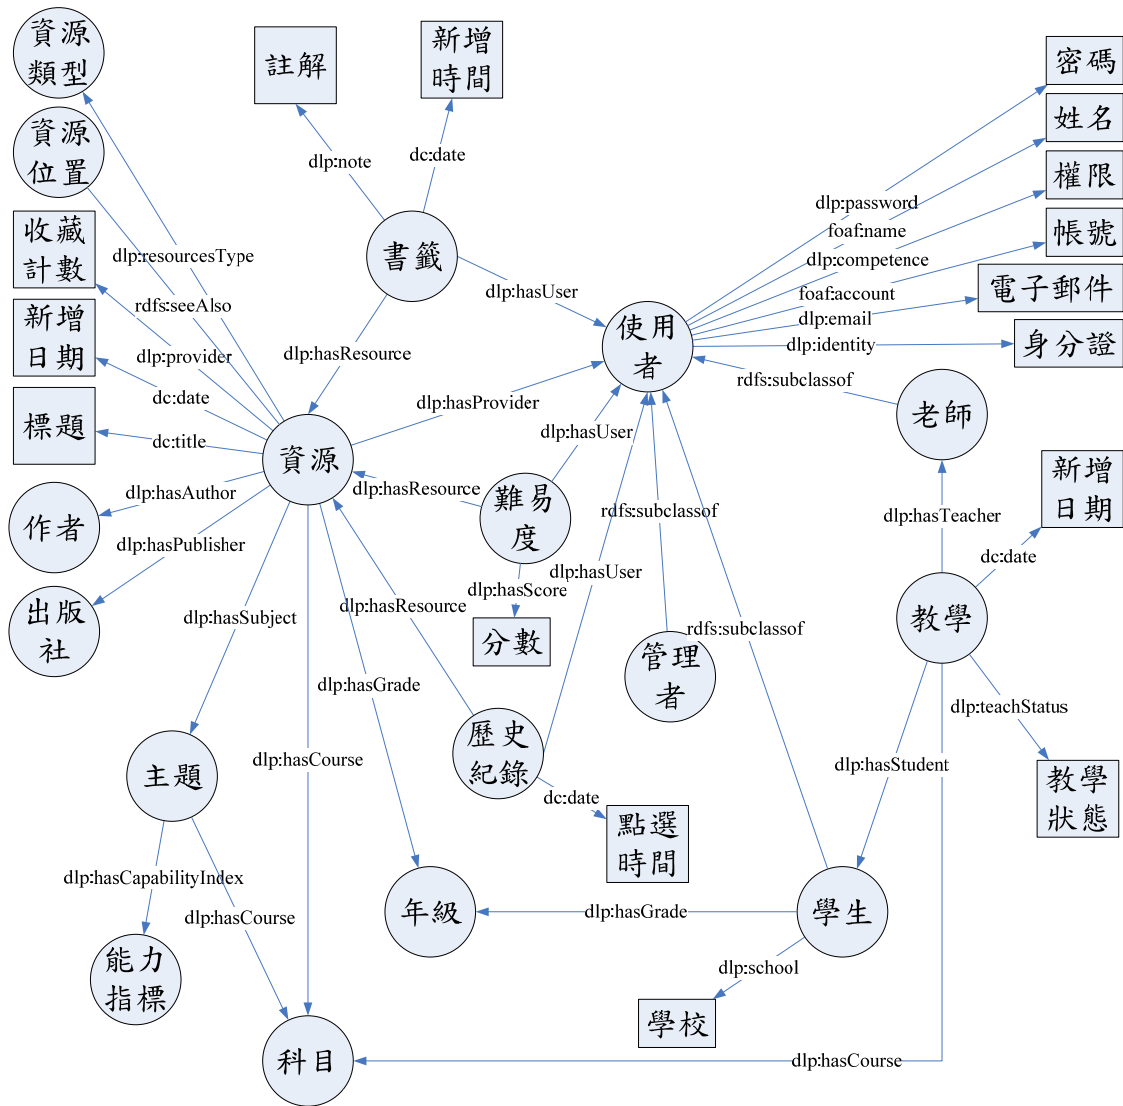 資源
類型
註解
新增
時間
密碼
姓名
資源
位置
dlp:note
dc:date
權限
dlp:password
收藏
計數
書籤
foaf:name
帳號
dlp:resourcesType
dlp:competence
dlp:hasUser
foaf:account
電子郵件
rdfs:seeAlso
dlp:email
新增
日期
使用
者
dlp:identity
身分證
dlp:provider
dlp:hasResource
rdfs:subclassof
dc:date
dlp:hasProvider
老師
標題
dc:title
dlp:hasUser
資源
新增
日期
dlp:hasAuthor
dlp:hasResource
難易
度
作者
rdfs:subclassof
dlp:hasTeacher
dlp:hasPublisher
dc:date
dlp:hasUser
dlp:hasScore
出版
社
dlp:hasResource
dlp:hasSubject
教學
分數
rdfs:subclassof
管理
者
dlp:hasGrade
dlp:teachStatus
歷史
紀錄
dlp:hasCourse
dlp:hasStudent
主題
教學
狀態
dc:date
點選
時間
dlp:hasCapabilityIndex
dlp:hasCourse
年級
dlp:hasGrade
學生
能力
指標
dlp:school
學校
科目
dlp:hasCourse